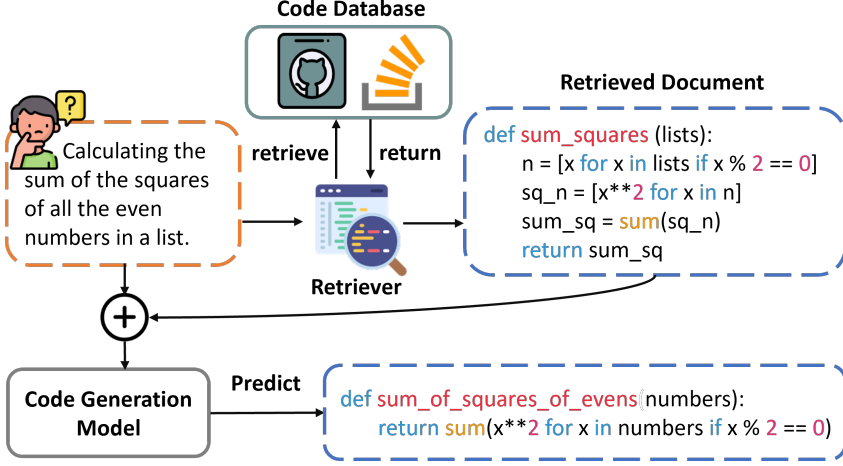 Code Database
retrieve
return
?
Calculating the
sum of the squares
of all the even
numbers in a list.
Retriever
Retrieved Document
def sum_squares (lists):
n = [x for x in lists if x % 2 == 0]
sq_n = [x**2 for x in n]
sum_sq = sum(sq_n)
return sum_sq
+
Code Generation
Model
Predict
def sum_of_squares_of_evens(numbers):
return sum(x**2 for x in numbers if x % 2 == 0)